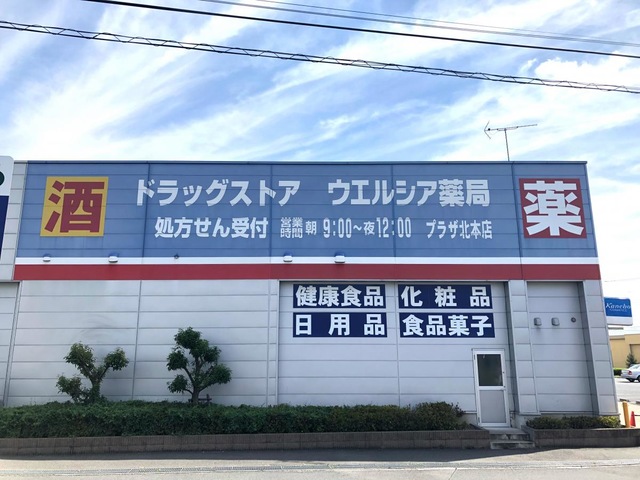 酒
ドラッグストア ウエルシア薬局
処方せん受付 営業時間 朝9:00～夜12:00 プラザ北本店
薬
健康食品 化粧品
日用品 食品菓子
Kanebo